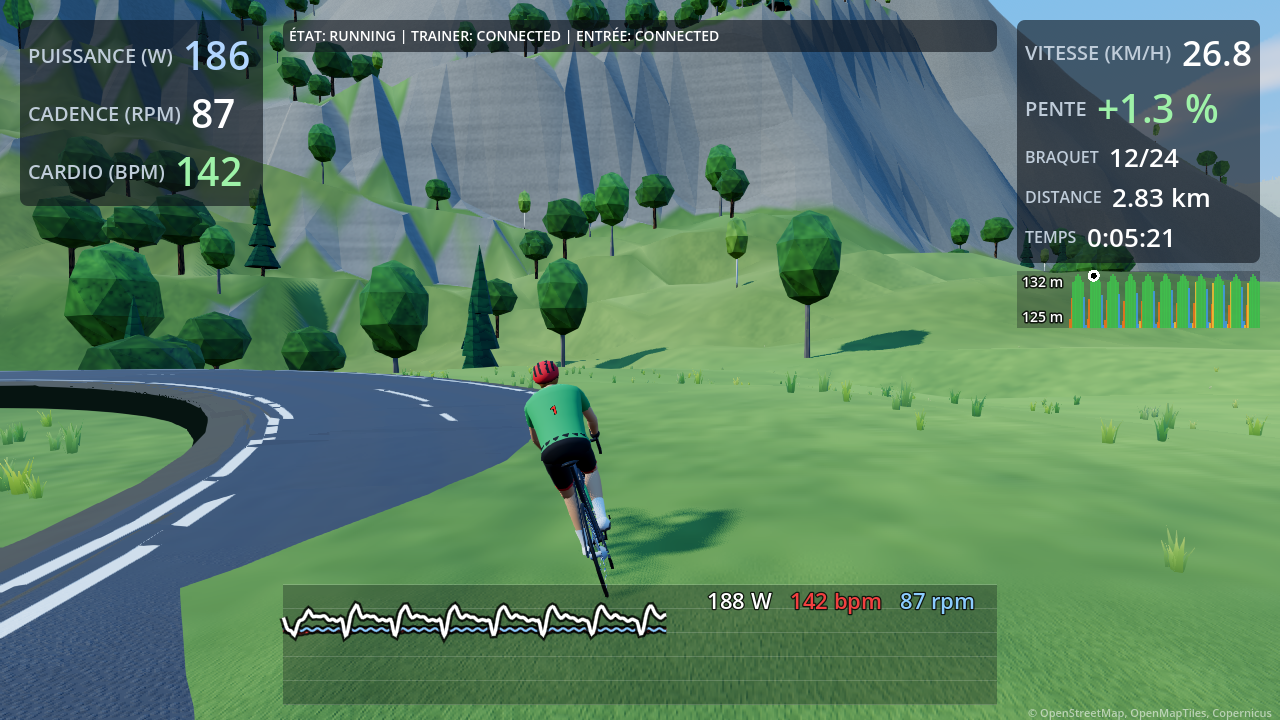 ÉTAT: RUNNING | TRAINER: CONNECTED | ENTRÉE: CONNECTED
PUISSANCE (W) 186
CADENCE (RPM) 87
CARDIO (BPM) 142
VITESSE (KM/H) 26.8
PENTE +1.3 %
BRAQUET 12/24
DISTANCE 2.83 km
TEMPS 0:05:21
132 m
125 m
1
188 W 142 bpm 87 rpm
© OpenStreetMap, OpenMapTiles, Copernicus